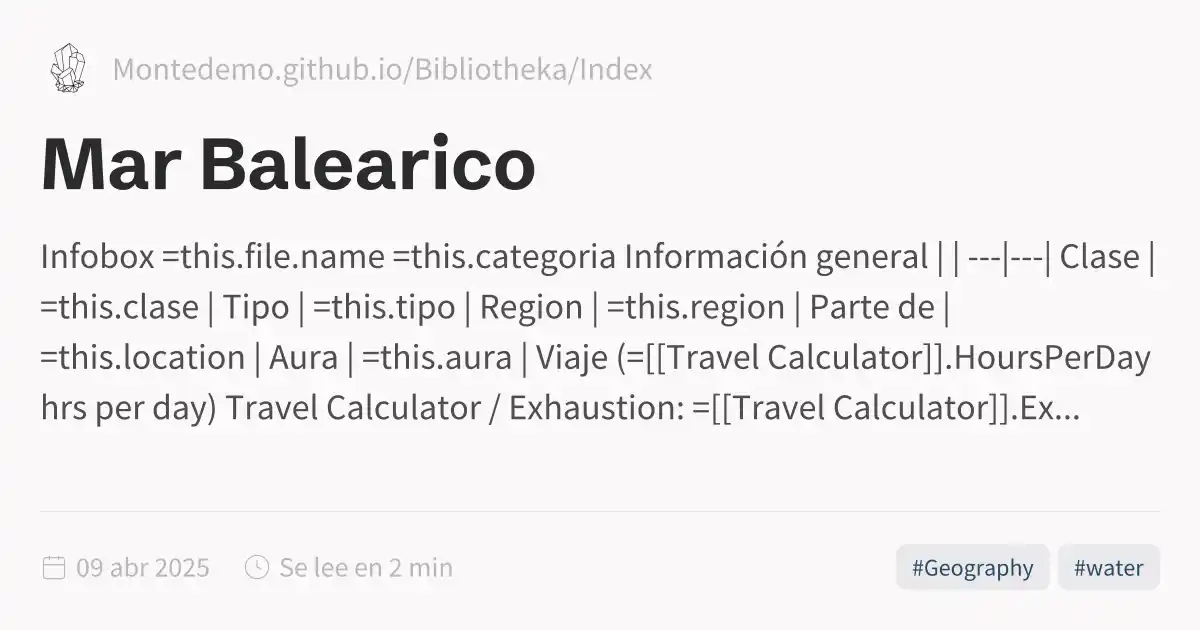 Montedemo.github.io/Bibliotheka/Index
Mar Balearico
Infobox =this.file.name =this.categoria Información general | | ---|---| Clase |
=this.clase | Tipo | =this.tipo | Region | =this.region | Parte de |
=this.location | Aura | =this.aura | Viaje (=[[Travel Calculator]].HoursPerDay
hrs per day) Travel Calculator / Exhaustion: =[[Travel Calculator]].Ex...
09 abr 2025 Se lee en 2 min #Geography #water